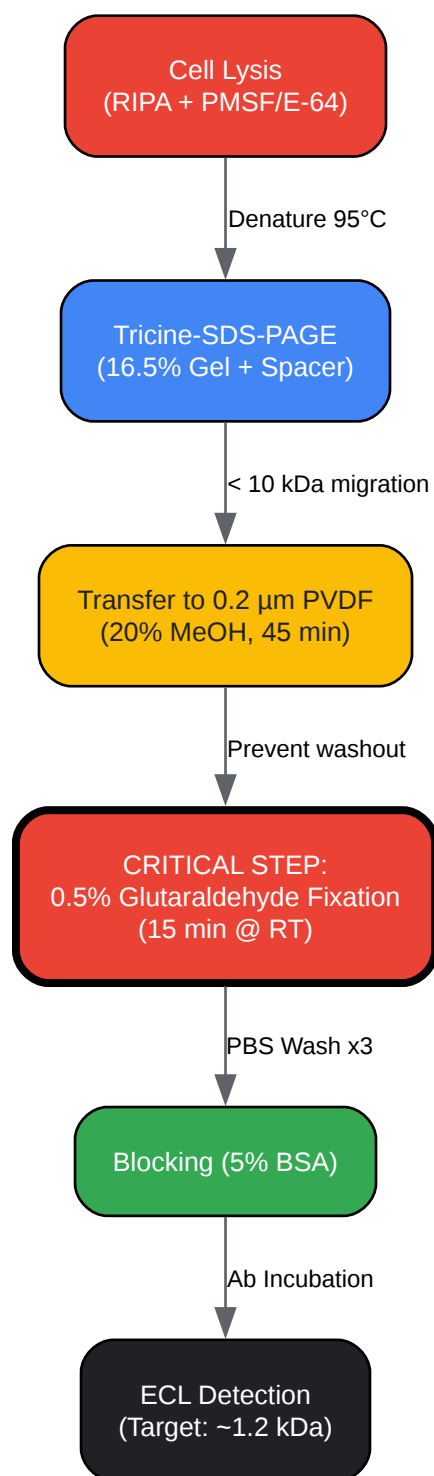 Cell Lysis
(RIPA + PMSF/E-64)
Denature 95°C
Tricine-SDS-PAGE
(16.5% Gel + Spacer)
< 10 kDa migration
Transfer to 0.2 µm PVDF
(20% MeOH, 45 min)
Prevent washout
CRITICAL STEP:
0.5% Glutaraldehyde Fixation
(15 min @ RT)
PBS Wash x3
Blocking (5% BSA)
Ab Incubation
ECL Detection
(Target: ~1.2 kDa)